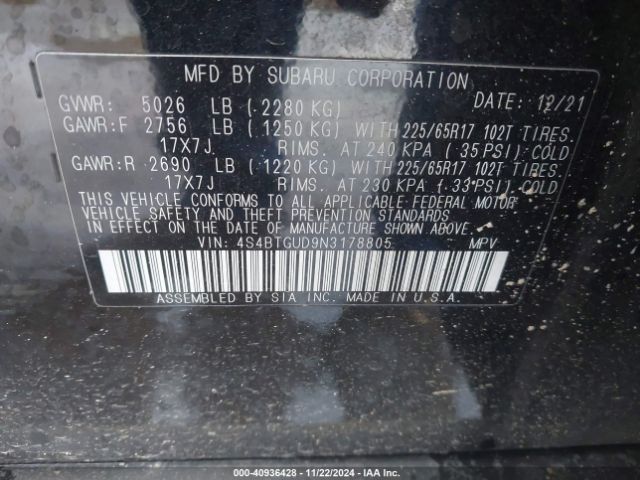 MFD BY SUBARU CORPORATION
GVWR: 5026 LB ( 2280 KG) DATE: 12/21
GAWR:F 2756 LB ( 1250 KG) WITH 225/65R17 102T TIRES.
17X7J RIMS. AT 240 KPA ( 35 PSI) COLD
GAWR:R 2690 LB ( 1220 KG) WITH 225/65R17 102T TIRES.
17X7J RIMS. AT 230 KPA ( 33 PSI) COLD
THIS VEHICLE CONFORMS TO ALL APPLICABLE FEDERAL MOTOR
VEHICLE SAFETY, BUMPER AND THEFT PREVENTION STANDARDS
IN EFFECT ON THE DATE OF MANUFACTURE SHOWN ABOVE.
VIN: 4S4BTGUD9N3178805 MPV
ASSEMBLED BY SIA INC. MADE IN U.S.A.
000-40936428 - 11/22/2024 - IAA Inc.